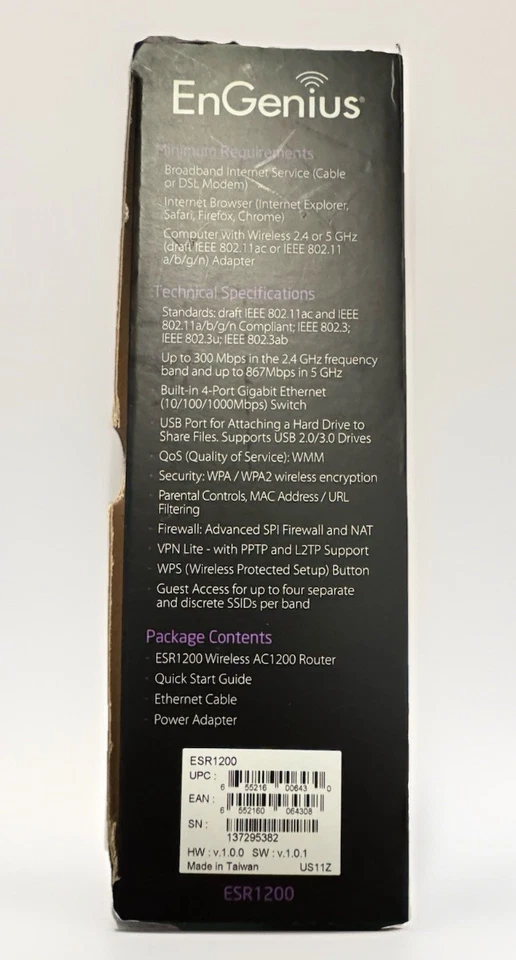 EnGenius®
Minimum Requirements
Broadband Internet Service (Cable
or DSL Modem)
Internet Browser (Internet Explorer,
Safari, Firefox, Chrome)
Computer with Wireless 2.4 or 5 GHz
(draft IEEE 802.11ac or IEEE 802.11
a/b/g/n) Adapter
Technical Specifications
Standards: draft IEEE 802.11ac and IEEE
802.11a/b/g/n Compliant; IEEE 802.3;
IEEE 802.3u; IEEE 802.3ab
Up to 300 Mbps in the 2.4 GHz frequency
band and up to 867Mbps in 5 GHz
Built-in 4-Port Gigabit Ethernet
(10/100/1000Mbps) Switch
USB Port for Attaching a Hard Drive to
Share Files. Supports USB 2.0/3.0 Drives
QoS (Quality of Service): WMM
Security: WPA / WPA2 wireless encryption
Parental Controls, MAC Address / URL
Filtering
Firewall: Advanced SPI Firewall and NAT
VPN Lite - with PPTP and L2TP Support
WPS (Wireless Protected Setup) Button
Guest Access for up to four separate
and discrete SSIDs per band
Package Contents
ESR1200 Wireless AC1200 Router
Quick Start Guide
Ethernet Cable
Power Adapter
ESR1200
UPC :
6 55216 00643 0
EAN :
6 552160 064308
SN :
137295382
HW : v.1.0.0 SW : v.1.0.1
Made in Taiwan US11Z
ESR1200